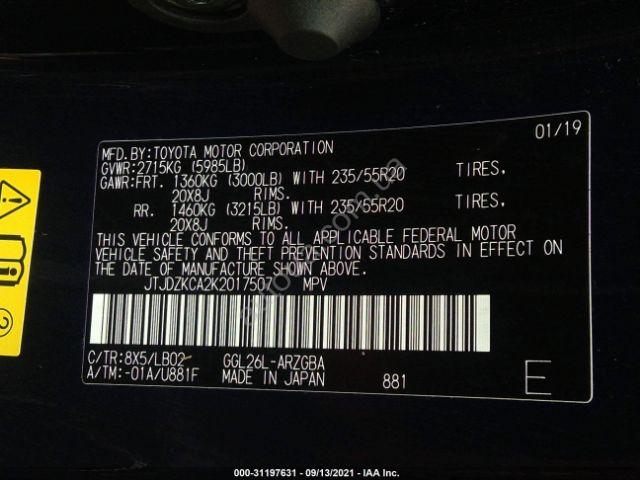 01/19
MFD.BY:TOYOTA MOTOR CORPORATION
GVWR:2715KG (5985LB)
GAWR:FRT. 1360KG (3000LB) WITH 235/55R20 TIRES.
20X8J RIMS.
RR. 1460KG (3215LB) WITH 235/55R20 TIRES.
20X8J RIMS.
THIS VEHICLE CONFORMS TO ALL APPLICABLE FEDERAL MOTOR
VEHICLE SAFETY AND THEFT PREVENTION STANDARDS IN EFFECT ON
THE DATE OF MANUFACTURE SHOWN ABOVE.
JTJDZKCA2K2017507 MPV
C/TR:8X5/LB02 GGL26L-ARZGBA
A/TM:-01A/U881F MADE IN JAPAN 881 E
2
000-31197631 - 09/13/2021 - IAA Inc.